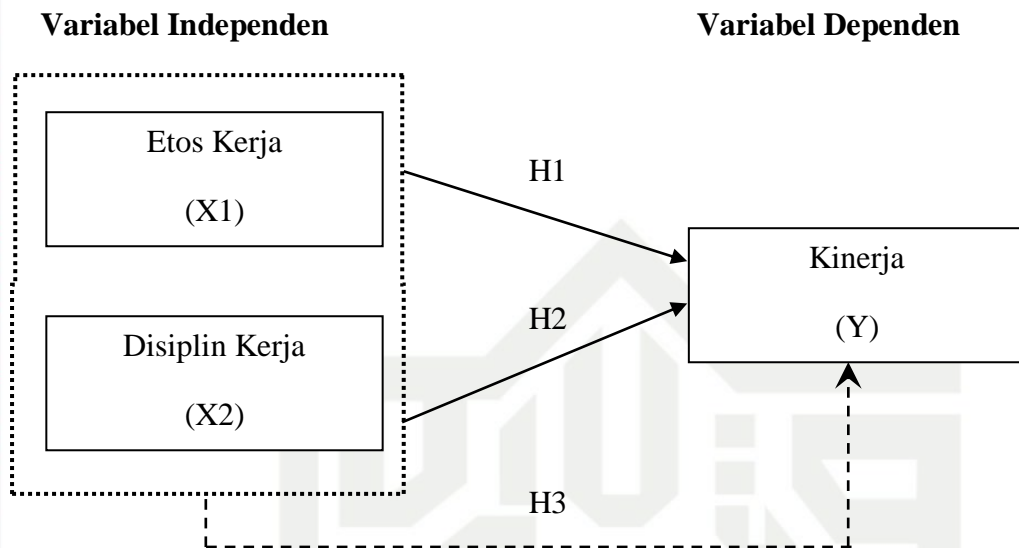 Variabel Independen
Variabel Dependen
Etos Kerja
(X1)
H1
Kinerja
(Y)
H2
Disiplin Kerja
(X2)
H3